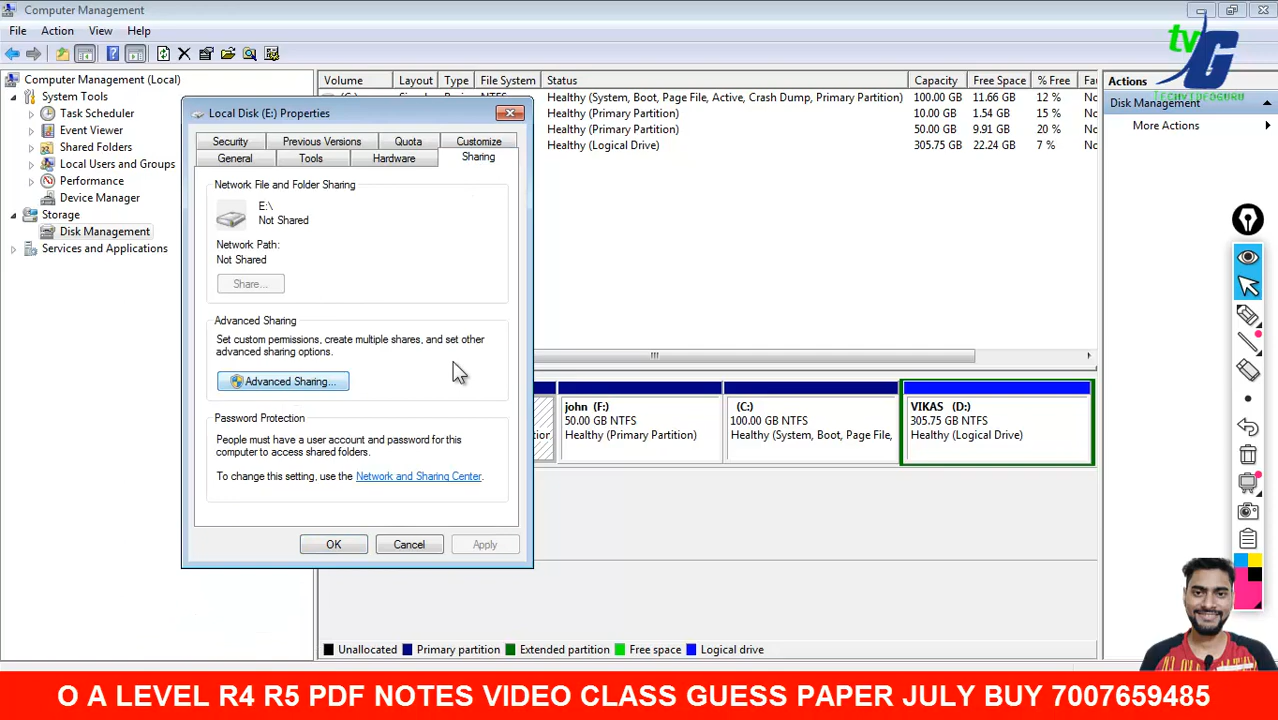 Computer Management
File Action View Help
Computer Management (Local)
System Tools
Task Scheduler
Event Viewer
Shared Folders
Local Users and Groups
Performance
Device Manager
Storage
Disk Management
Services and Applications
Volume Layout Type File System Status Capacity Free Space % Free
Healthy (System, Boot, Page File, Active, Crash Dump, Primary Partition) 100.00 GB 11.66 GB 12 %
Healthy (Primary Partition) 10.00 GB 1.54 GB 15 %
Healthy (Primary Partition) 50.00 GB 9.91 GB 20 %
Healthy (Logical Drive) 305.75 GB 22.24 GB 7 %
Actions
Disk Management
More Actions
tv G
TECHYINFOGURU
Local Disk (E:) Properties
Security Previous Versions Quota Customize
General Tools Hardware Sharing
Network File and Folder Sharing
E:\
Not Shared
Network Path:
Not Shared
Share...
Advanced Sharing
Set custom permissions, create multiple shares, and set other
advanced sharing options.
Advanced Sharing...
Password Protection
People must have a user account and password for this
computer to access shared folders.
To change this setting, use the Network and Sharing Center.
OK Cancel Apply
john (F:)
50.00 GB NTFS
Healthy (Primary Partition)
(C:)
100.00 GB NTFS
Healthy (System, Boot, Page File,
VIKAS (D:)
305.75 GB NTFS
Healthy (Logical Drive)
Unallocated Primary partition Extended partition Free space Logical drive
O A LEVEL R4 R5 PDF NOTES VIDEO CLASS GUESS PAPER JULY BUY 7007659485